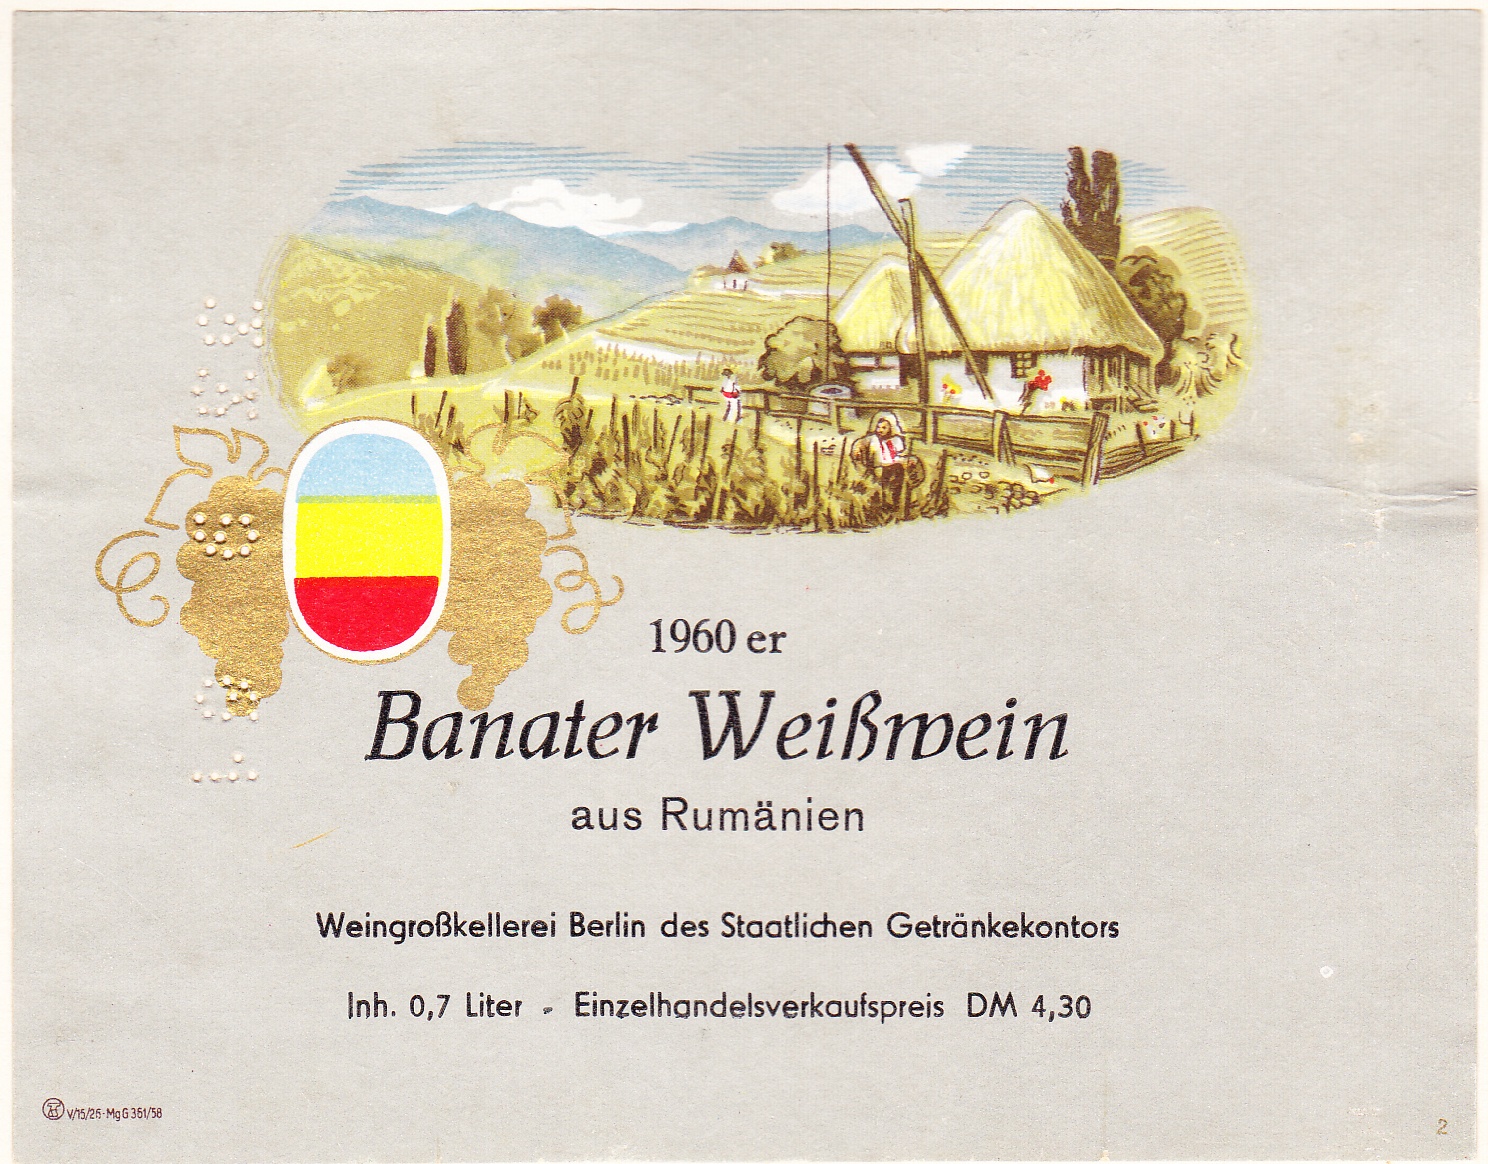 1960 er
Banater Weißwein
aus Rumänien
Weingroßkellerei Berlin des Staatlichen Getränkekontors
Inh. 0,7 Liter - Einzelhandelsverkaufspreis DM 4,30
V/15/26-MgG 361/58
2